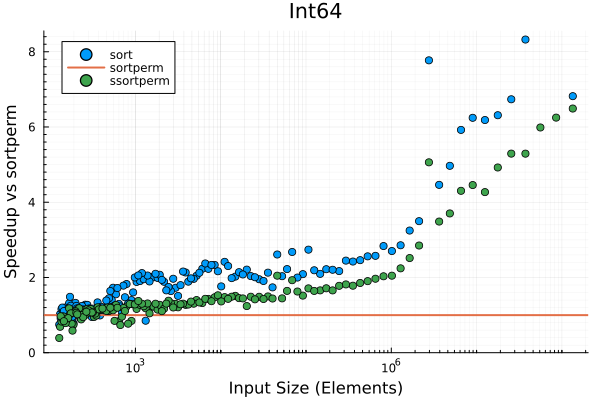 Int64
Speedup vs sortperm
8
6
4
2
0
sort
sortperm
ssortperm
10³
10⁶
Input Size (Elements)